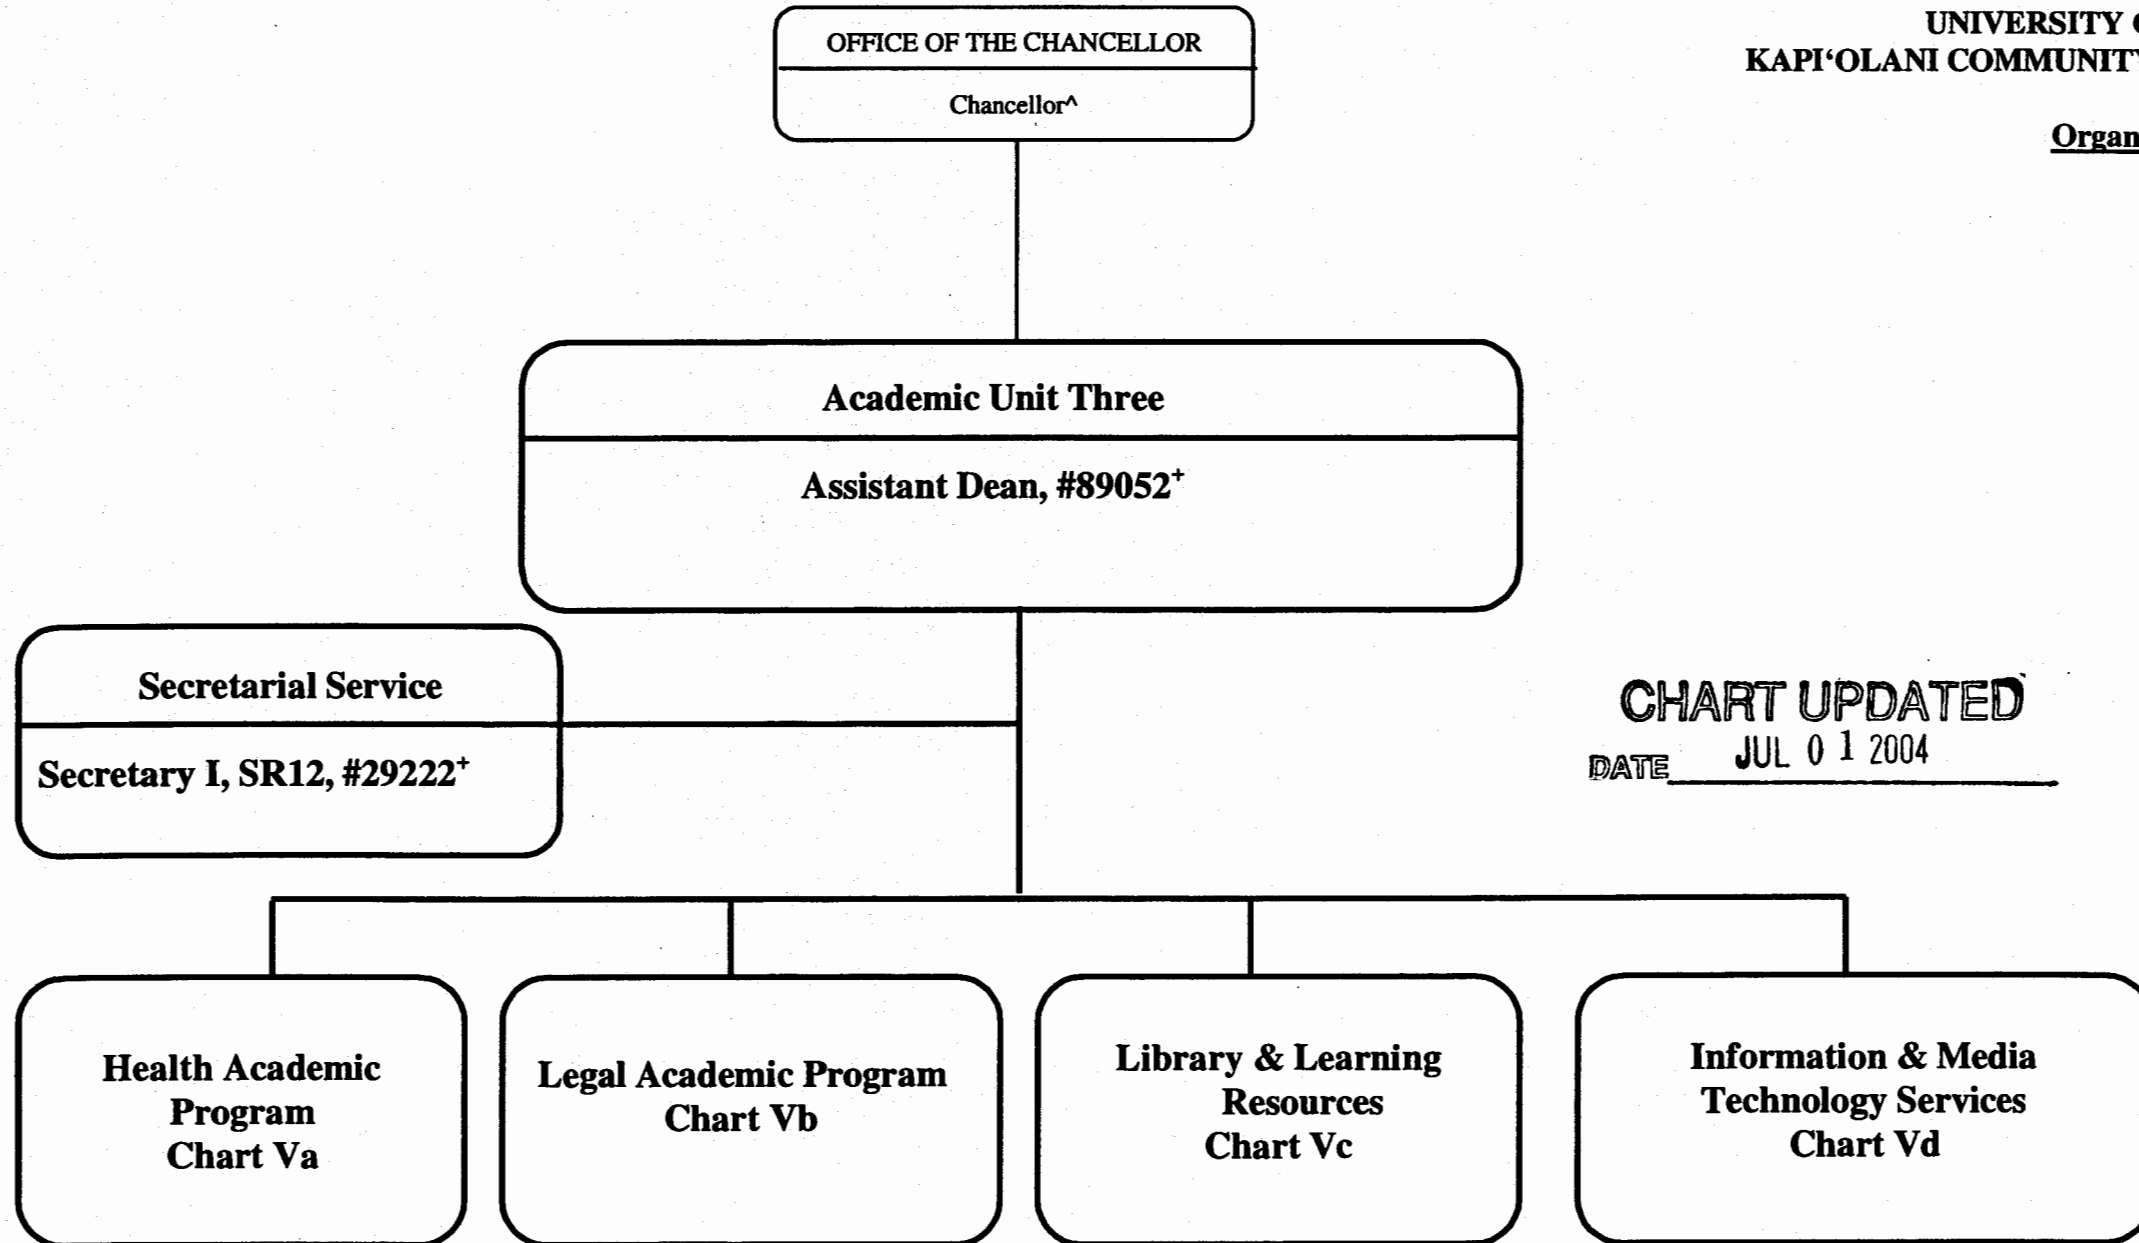 OFFICE OF THE CHANCELLOR
Chancellor^
UNIVERSITY
KAPI‘OLANI COMMUNITY
Academic Unit Three
Assistant Dean, #89052+
Secretarial Service
Secretary I, SR12, #29222+
CHART UPDATED
DATE JUL 0 1 2004
Health Academic
Program
Chart Va
Legal Academic Program
Chart Vb
Library & Learning
Resources
Chart Vc
Information & Media
Technology Services
Chart Vd